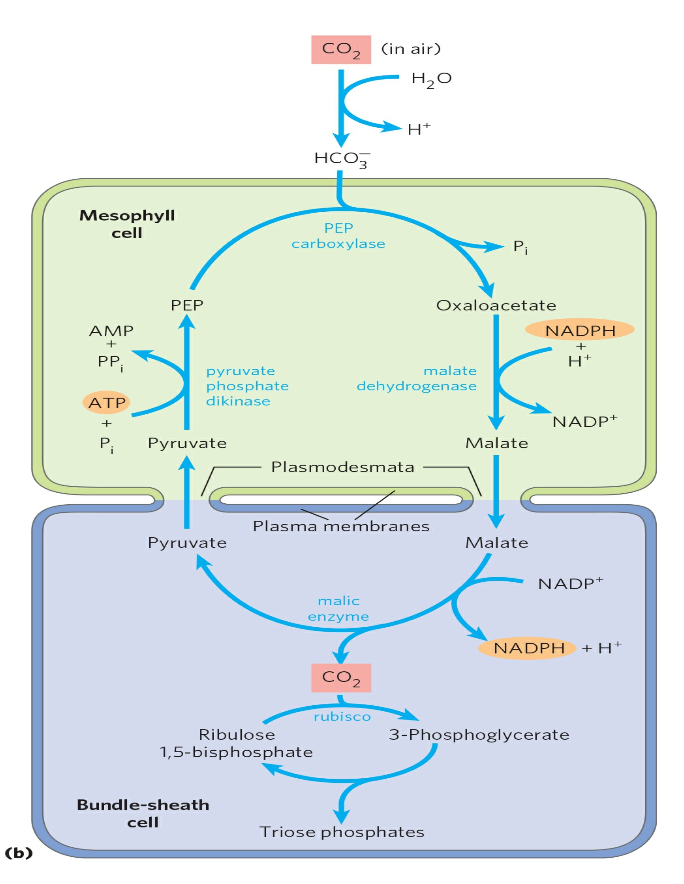 CO2 (in air)
H2O
H+
HCO3−
Mesophyll
cell
PEP
carboxylase
Pi
PEP
Oxaloacetate
AMP
+
PPi
NADPH
+
H+
pyruvate
phosphate
dikinase
malate
dehydrogenase
ATP
+
Pi
NADP+
Pyruvate
Malate
Plasmodesmata
Plasma membranes
Pyruvate
Malate
NADP+
malic
enzyme
NADPH + H+
CO2
rubisco
Ribulose
1,5-bisphosphate
3-Phosphoglycerate
Bundle-sheath
cell
Triose phosphates
(b)